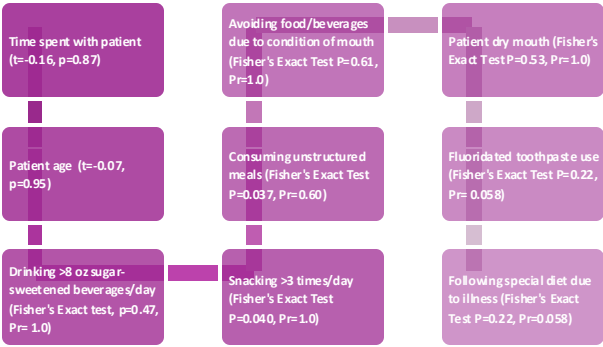 Time spent with patient
(t=-0.16, p=0.87)
Patient age (t=-0.07,
p=0.95)
Drinking >8 oz sugar-
sweetened beverages/day
(Fisher's Exact test, p=0.47,
Pr= 1.0)
Snacking >3 times/day
(Fisher's Exact Test
P=0.040, Pr=1.0)
Consuming unstructured
meals (Fisher's Exact Test
P=0.037, Pr=0.60)
Avoiding food/beverages
due to condition of mouth
(Fisher's Exact Test P=0.61,
Pr=1.0)
Patient dry mouth (Fisher's
Exact Test P=0.53, Pr=1.0)
Fluoridated toothpaste use
(Fisher's Exact Test P=0.22,
Pr= 0.058)
Following special diet due
to illness (Fisher's Exact
Test P=0.22, Pr=0.058)